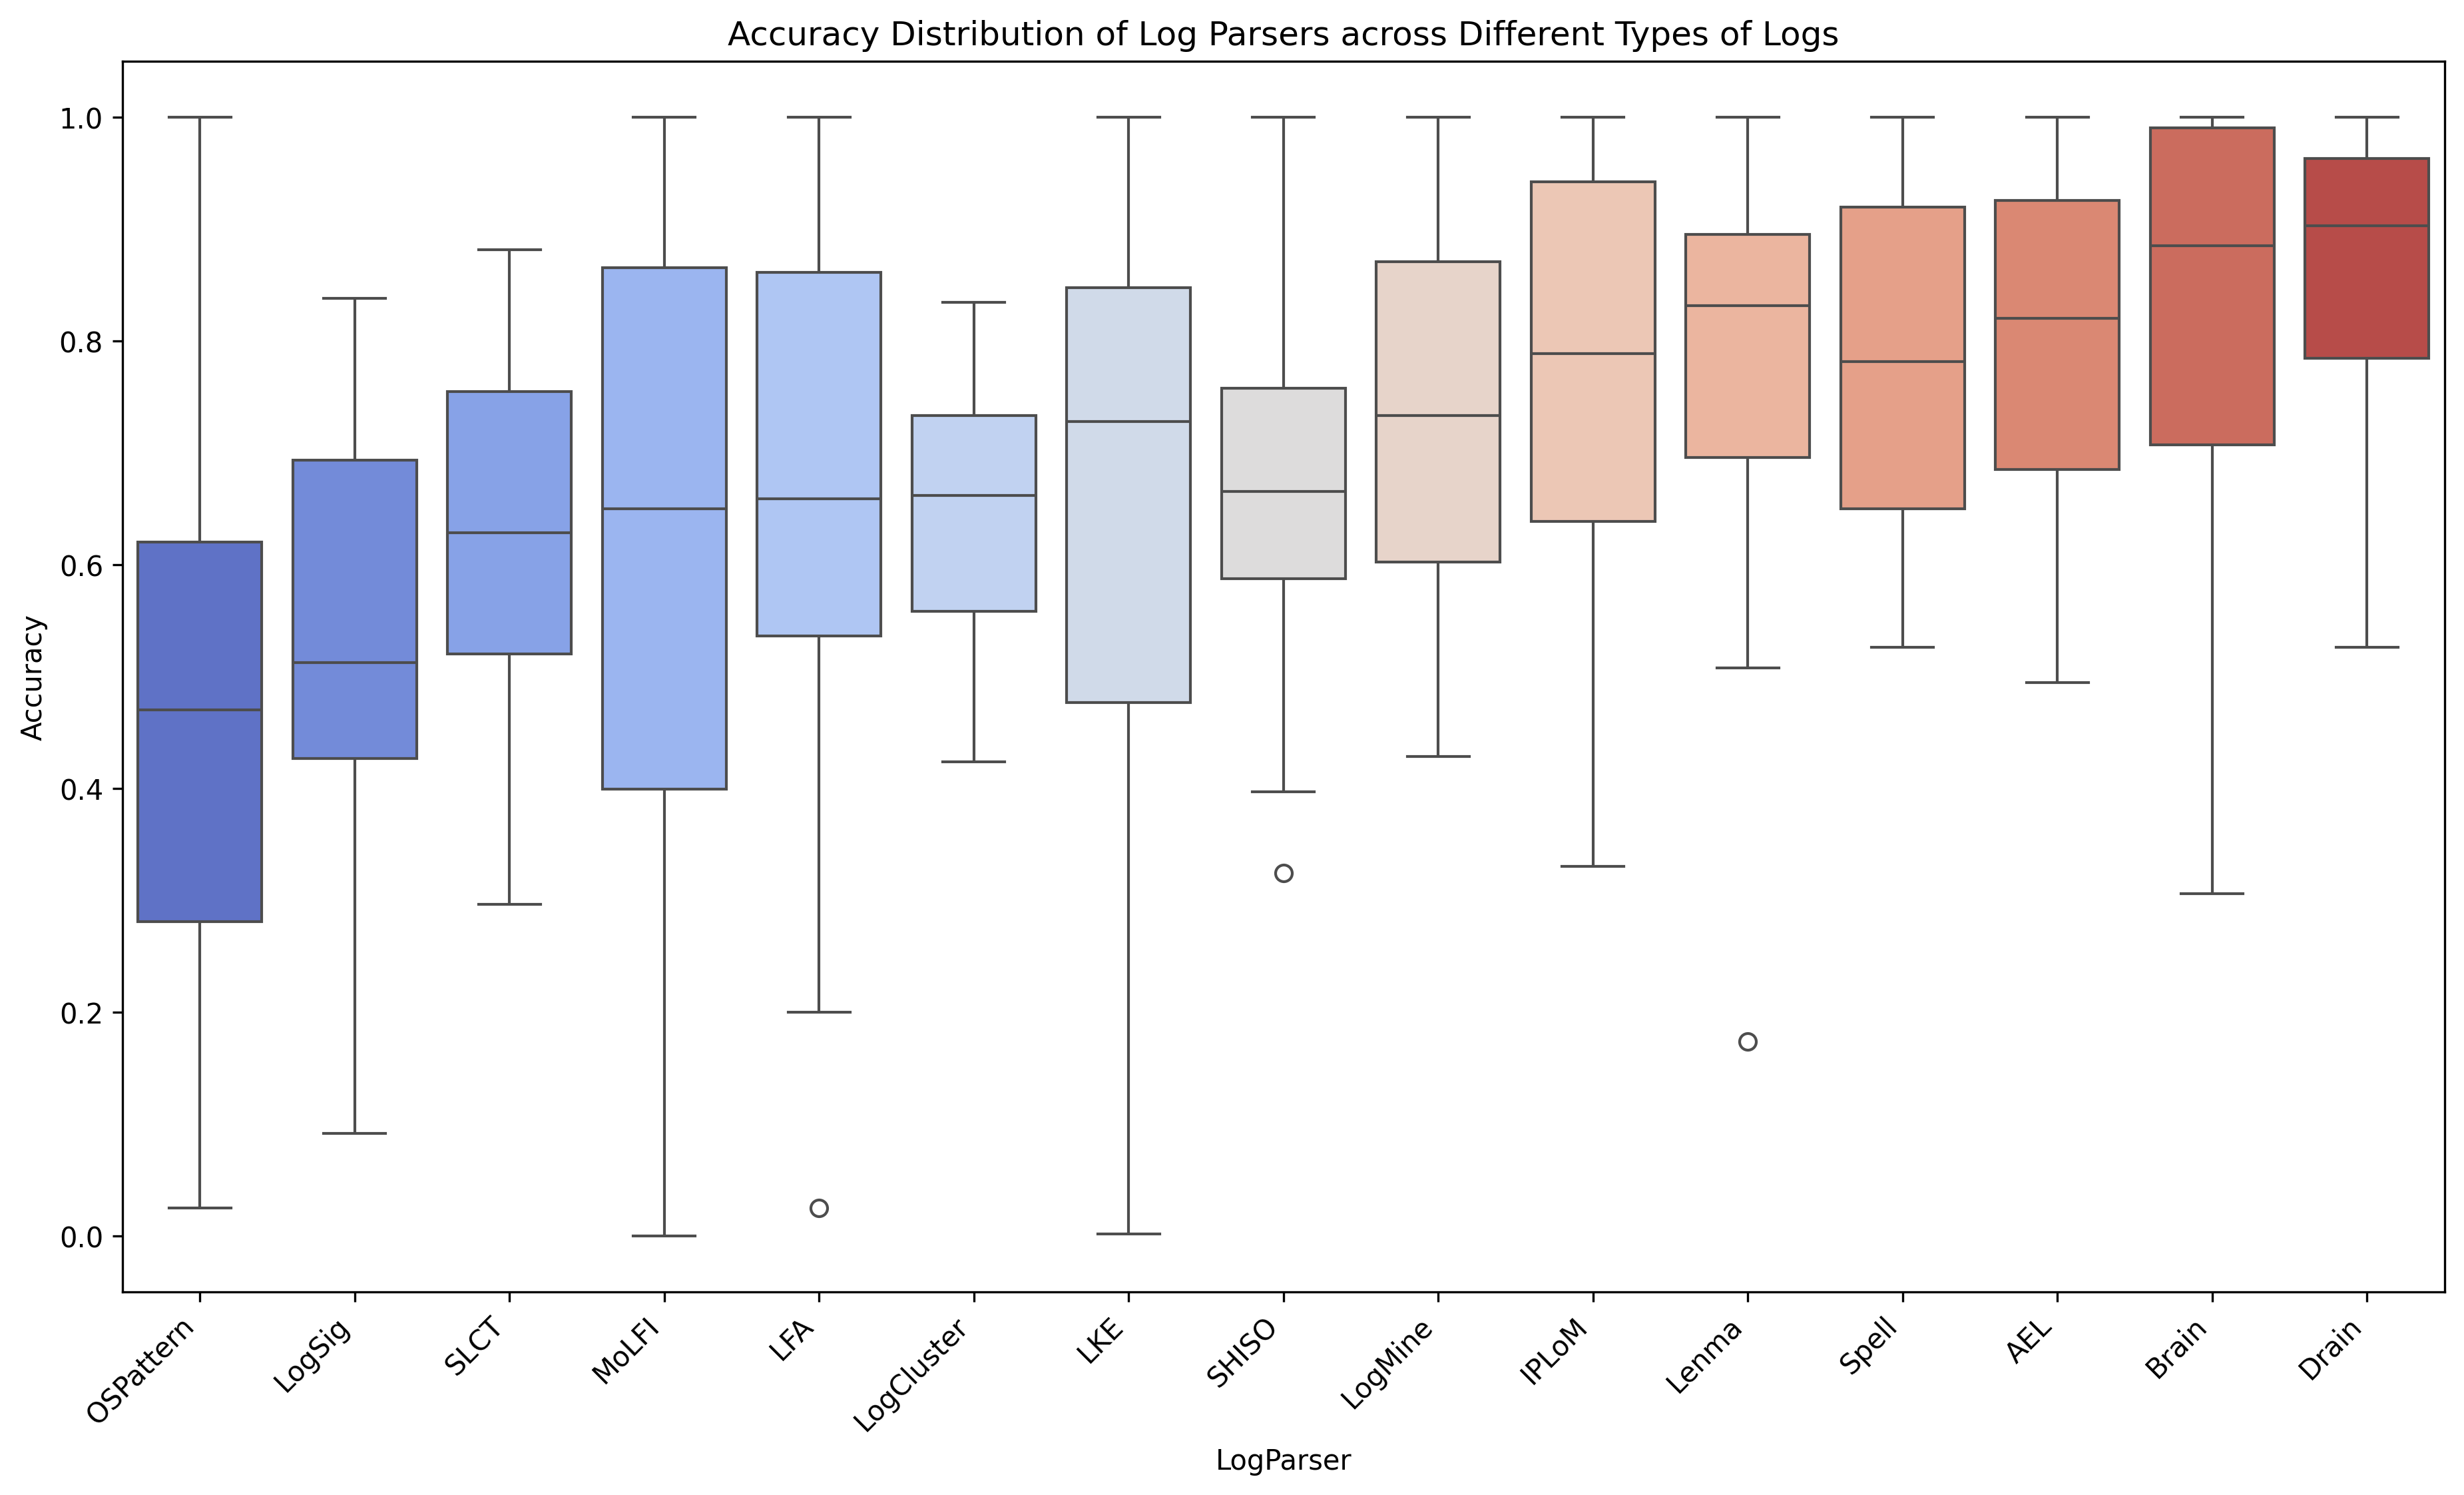 Accuracy Distribution of Log Parsers across Different Types of Logs
1.0
0.8
0.6
0.4
0.2
0.0
Accuracy
OSPattern
LogSig
SLCT
MoLFI
LFA
LogCluster
LKE
SHISO
LogMine
IPLoM
Lenma
Spell
AEL
Brain
Drain
LogParser